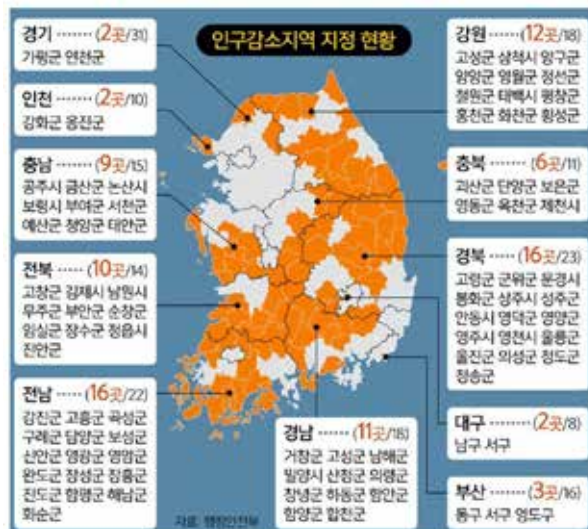 인구감소지역 지정 현황
경기 ······ (2곳/31)
가평군 연천군
인천 ······ (2곳/10)
강화군 옹진군
충남 ······ (9곳/15)
공주시 금산군 논산시
보령시 부여군 서천군
예산군 청양군 태안군
전북 ······ (10곳/14)
고창군 김제시 남원시
무주군 부안군 순창군
임실군 장수군 정읍시
진안군
전남 ······ (16곳/22)
강진군 고흥군 곡성군
구례군 담양군 보성군
신안군 영광군 영암군
완도군 장성군 장흥군
진도군 함평군 해남군
화순군
강원 ······ (12곳/18)
고성군 삼척시 양구군
양양군 영월군 정선군
철원군 태백시 평창군
홍천군 화천군 횡성군
충북 ······ (6곳/11)
괴산군 단양군 보은군
영동군 옥천군 제천시
경북 ······ (16곳/23)
고령군 군위군 문경시
봉화군 상주시 성주군
안동시 영덕군 영양군
영주시 영천시 울릉군
울진군 의성군 청도군
청송군
경남 ······ (11곳/18)
거창군 고성군 남해군
밀양시 산청군 의령군
창녕군 하동군 함안군
함양군 합천군
대구 ······ (2곳/8)
남구 서구
부산 ······ (3곳/16)
동구 서구 영도구
자료: 행정안전부